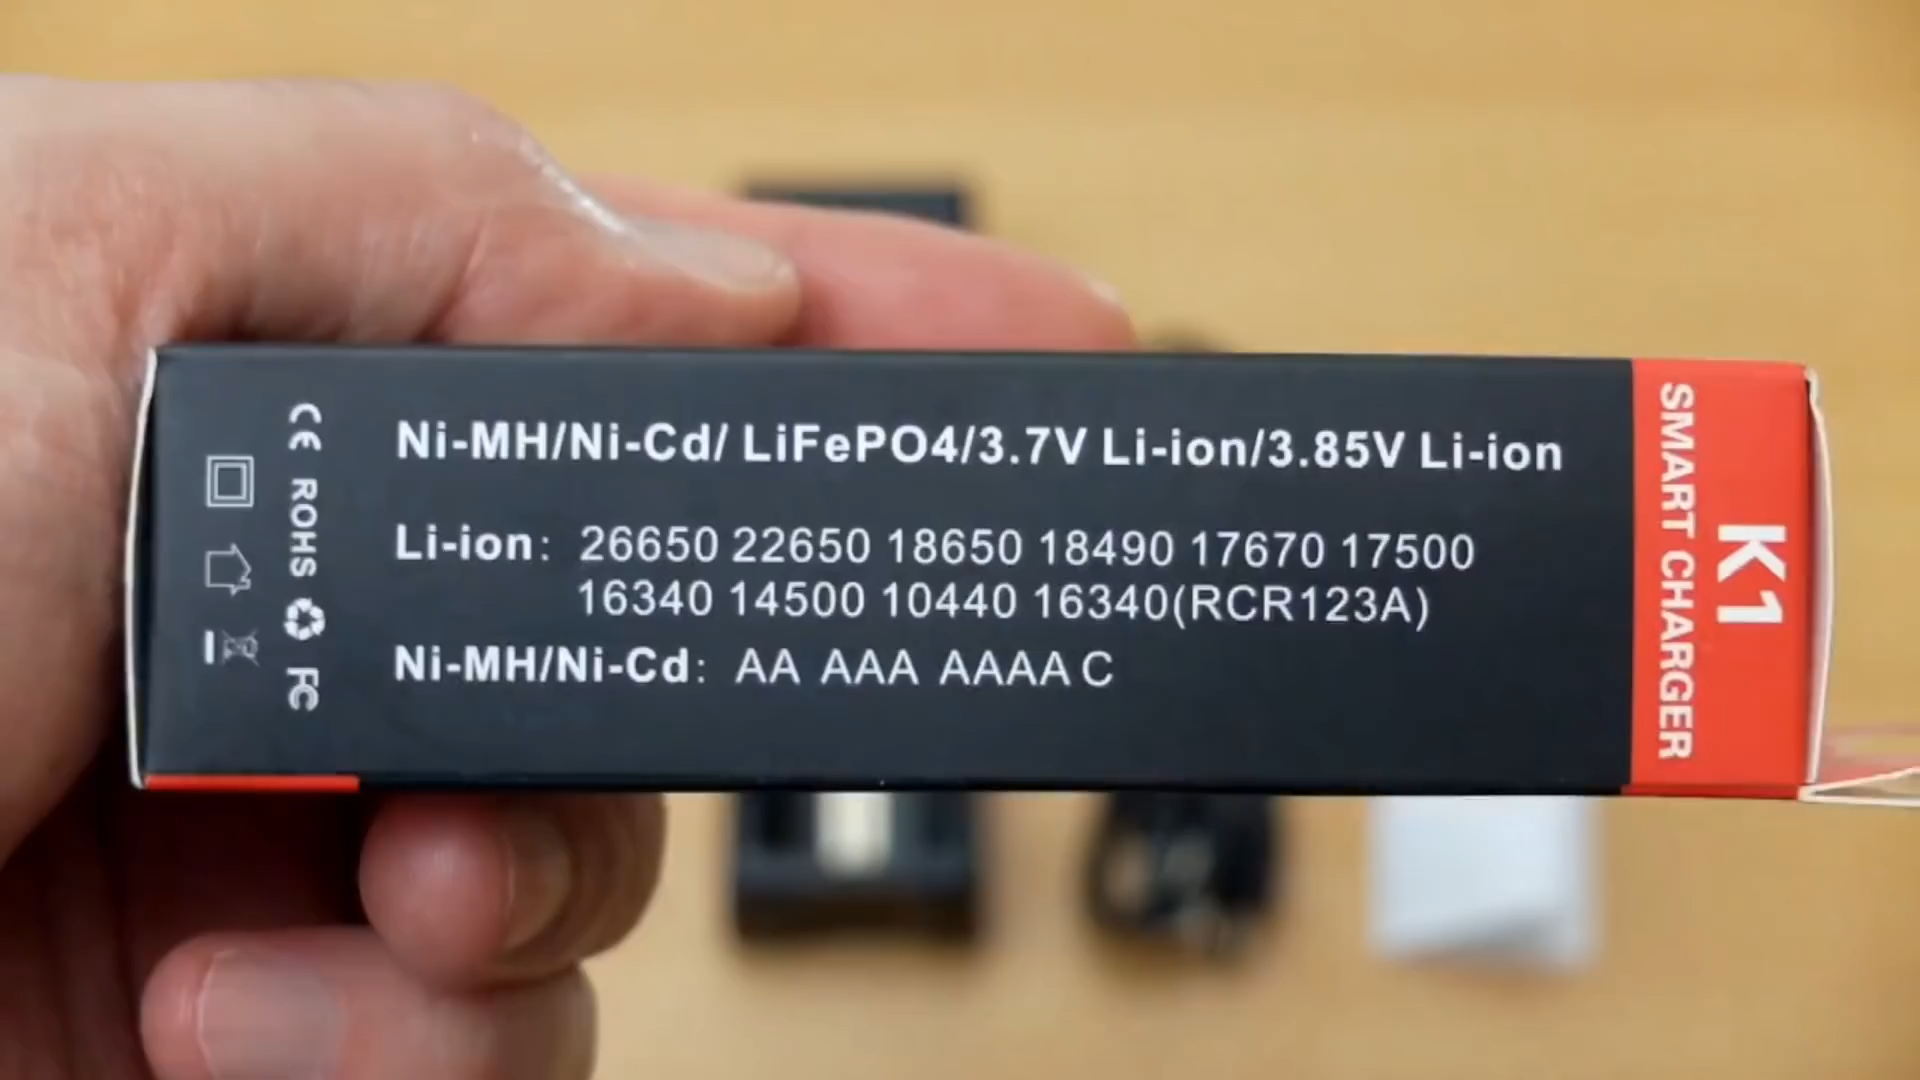 Ni-MH/Ni-Cd/ LiFePO4/3.7V Li-ion/3.85V Li-ion
Li-ion: 26650 22650 18650 18490 17670 17500
16340 14500 10440 16340(RCR123A)
Ni-MH/Ni-Cd: AA AAA AAAA C
CE ROHS FC
K1
SMART CHARGER